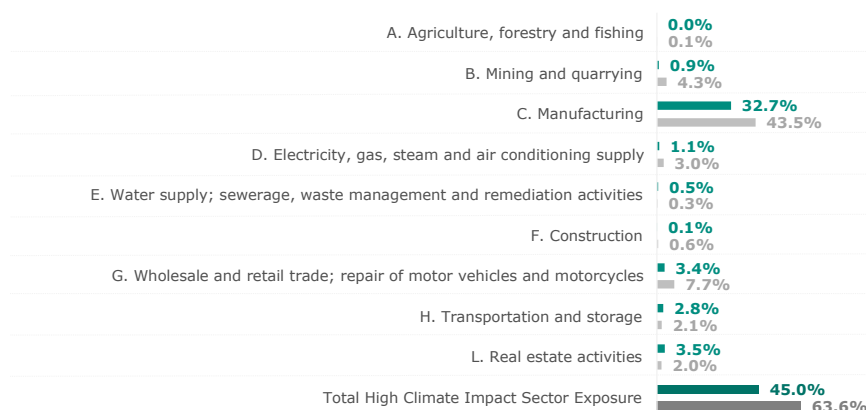 A. Agriculture, forestry and fishing
0.0%
0.1%
B. Mining and quarrying
0.9%
4.3%
C. Manufacturing
32.7%
43.5%
D. Electricity, gas, steam and air conditioning supply
1.1%
3.0%
E. Water supply; sewerage, waste management and remediation activities
0.5%
0.3%
F. Construction
0.1%
0.6%
G. Wholesale and retail trade; repair of motor vehicles and motorcycles
3.4%
7.7%
H. Transportation and storage
2.8%
2.1%
L. Real estate activities
3.5%
2.0%
Total High Climate Impact Sector Exposure
45.0%
63.6%